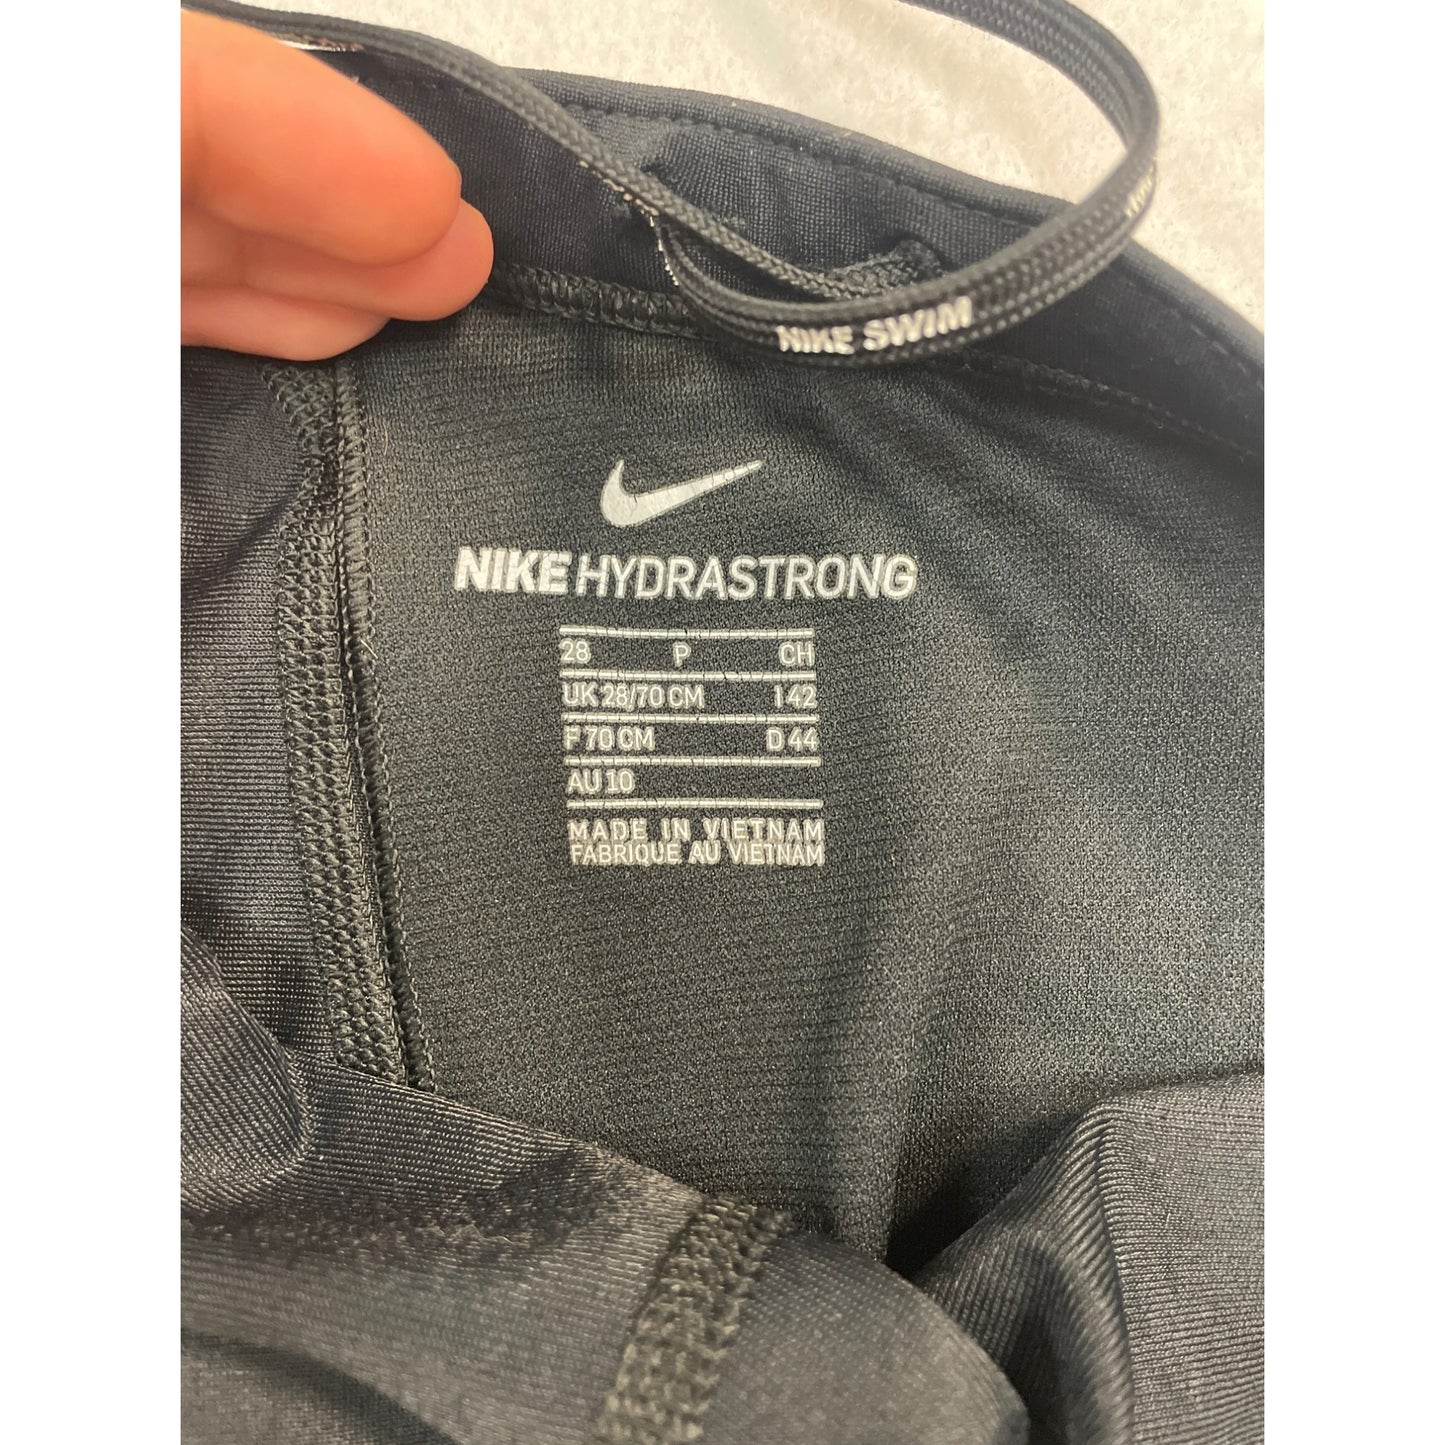 NIKE SWIM
NIKE HYDRASTRONG
28 P CH
UK 28/70 CM I 42
F 70 CM D 44
AU 10
MADE IN VIETNAM
FABRIQUE AU VIETNAM